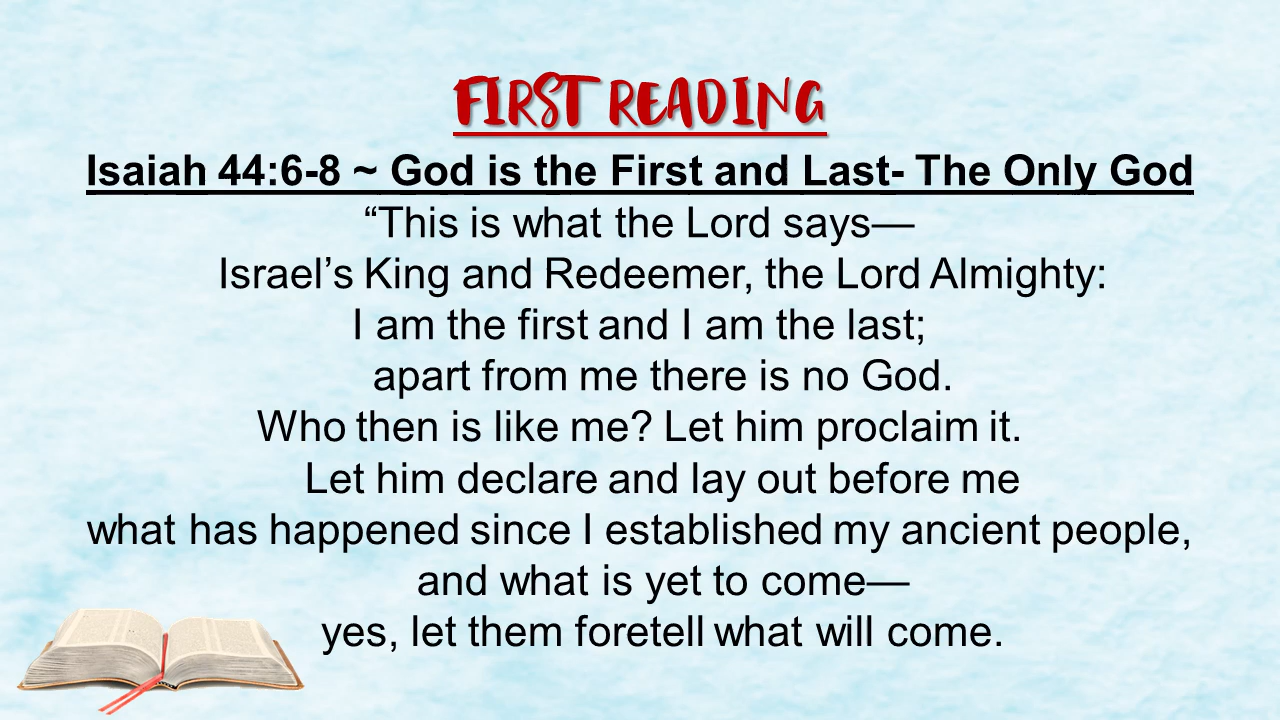 FIRST READING
Isaiah 44:6-8 ~ God is the First and Last- The Only God
“This is what the Lord says—
Israel’s King and Redeemer, the Lord Almighty:
I am the first and I am the last;
apart from me there is no God.
Who then is like me? Let him proclaim it.
Let him declare and lay out before me
what has happened since I established my ancient people,
and what is yet to come—
yes, let them foretell what will come.